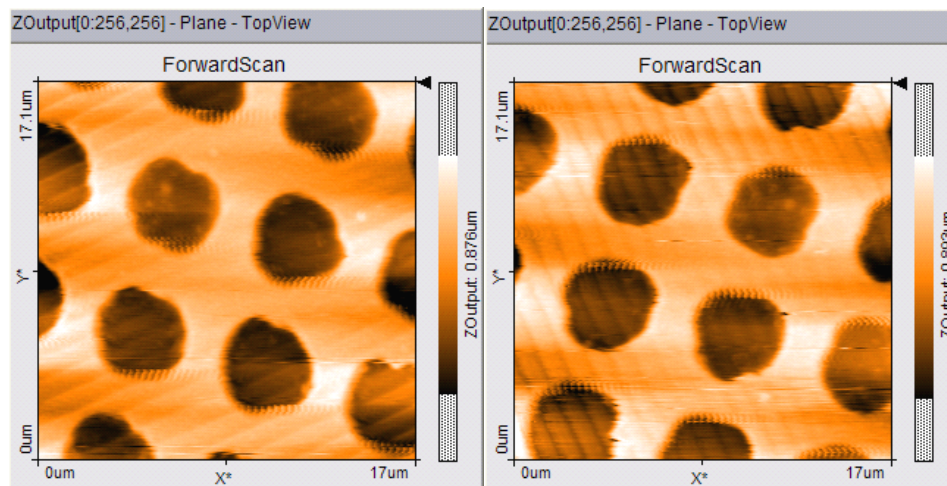 ZOutput[0:256,256] - Plane - TopView
ForwardScan
17.1um
Y*
0um
0um
X*
17um
ZOutput: 0.876um
ZOutput[0:256,256] - Plane - TopView
ForwardScan
17.1um
Y*
0um
0um
X*
17um
ZOutput: